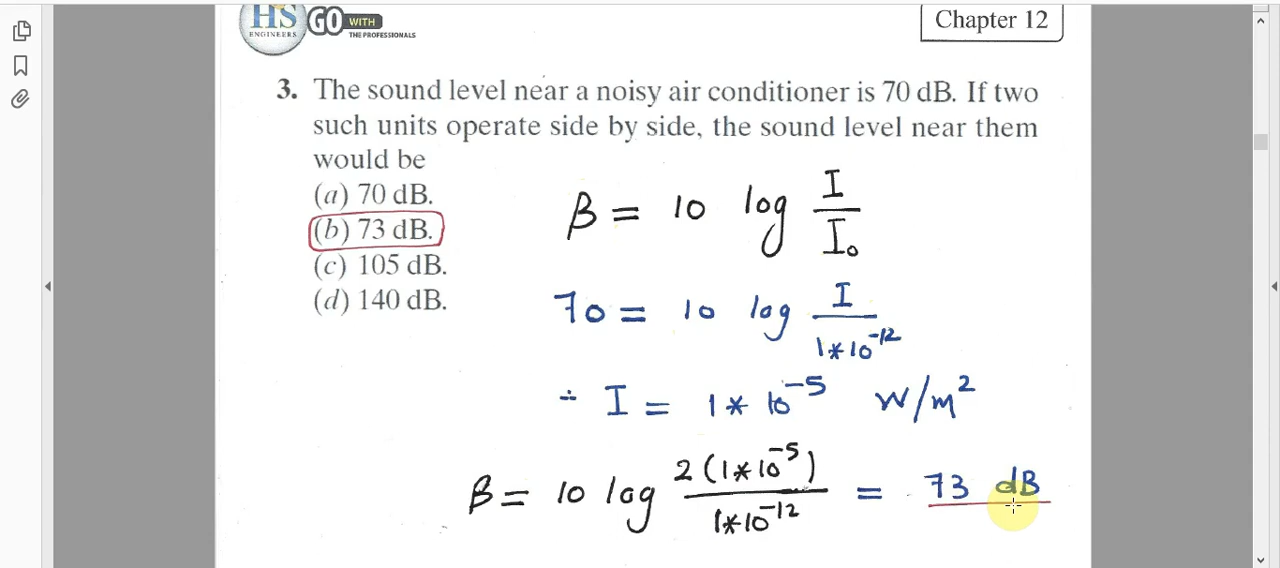 HS
ENGINEERS
GO WITH
THE PROFESSIONALS
Chapter 12
3. The sound level near a noisy air conditioner is 70 dB. If two
such units operate side by side, the sound level near them
would be
(a) 70 dB.
(b) 73 dB.
(c) 105 dB.
(d) 140 dB.
β = 10 log I/I₀
70 = 10 log I/1*10⁻¹²
∴ I = 1*10⁻⁵ W/m²
β = 10 log 2(1*10⁻⁵)/1*10⁻¹² = 73 dB